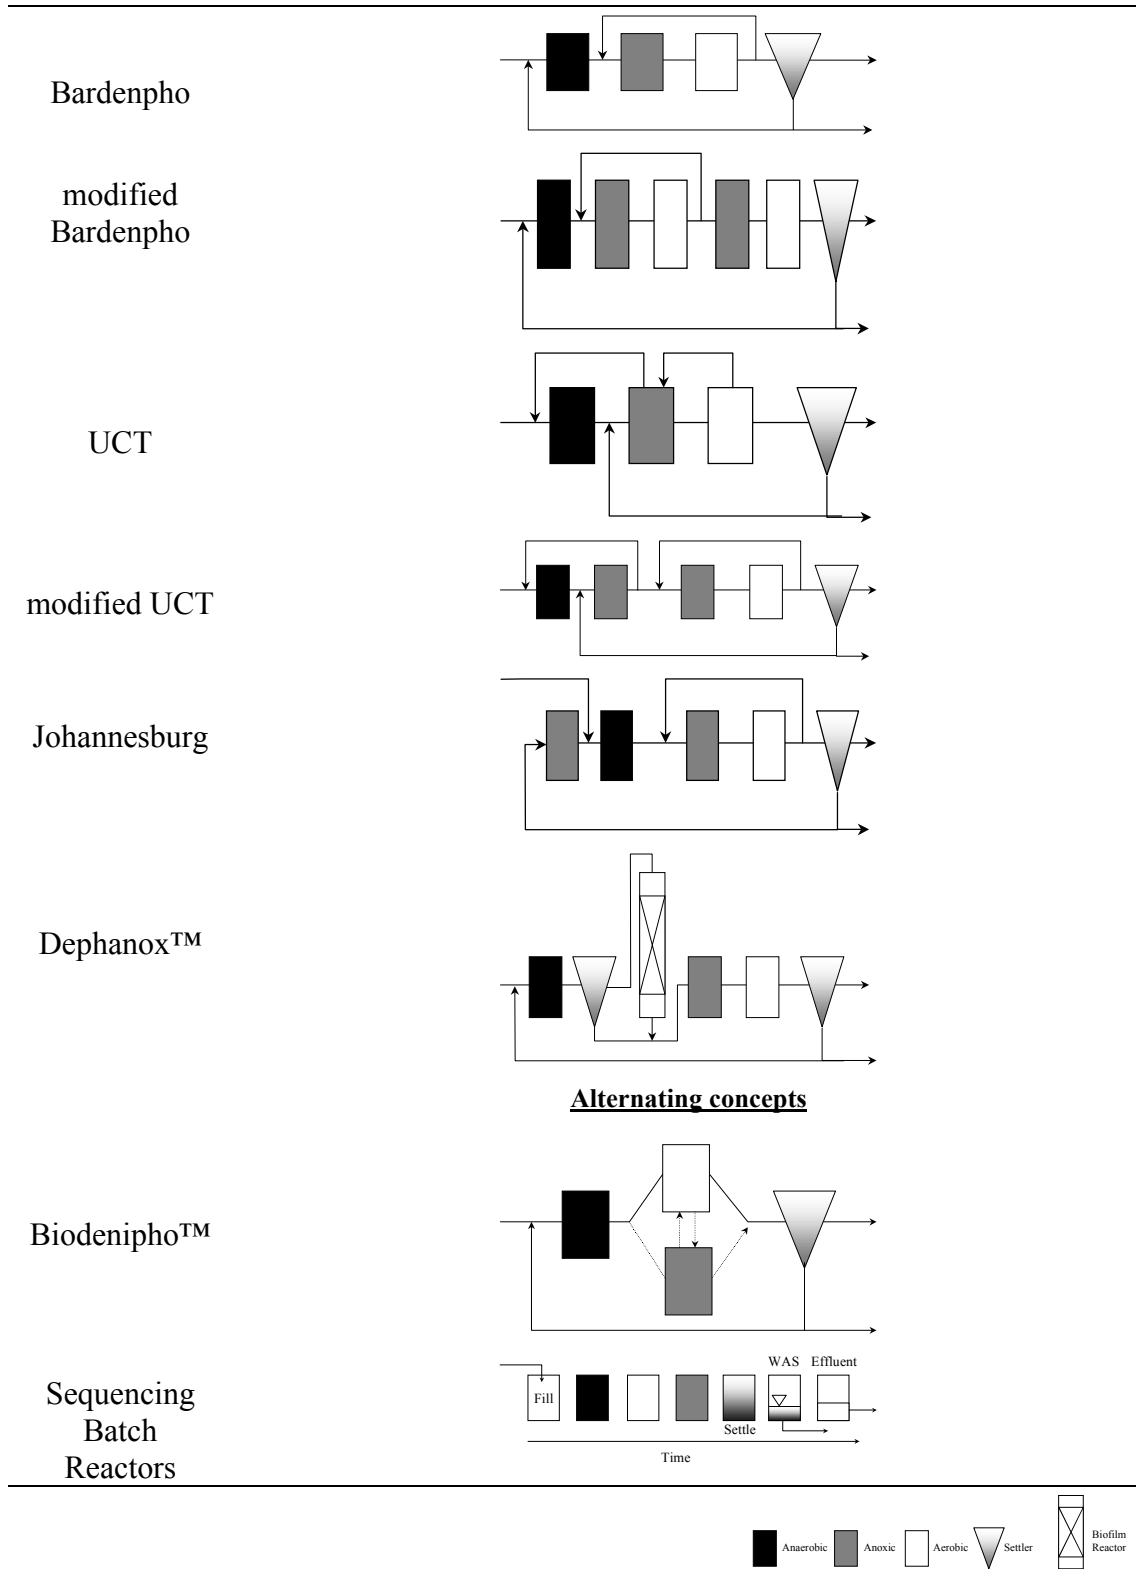 Bardenpho
modified
Bardenpho
UCT
modified UCT
Johannesburg
Dephanox™
Alternating concepts
Biodenipho™
WAS Effluent
Fill
Settle
Time
Sequencing
Batch
Reactors
Anaerobic Anoxic Aerobic Settler Biofilm
Reactor